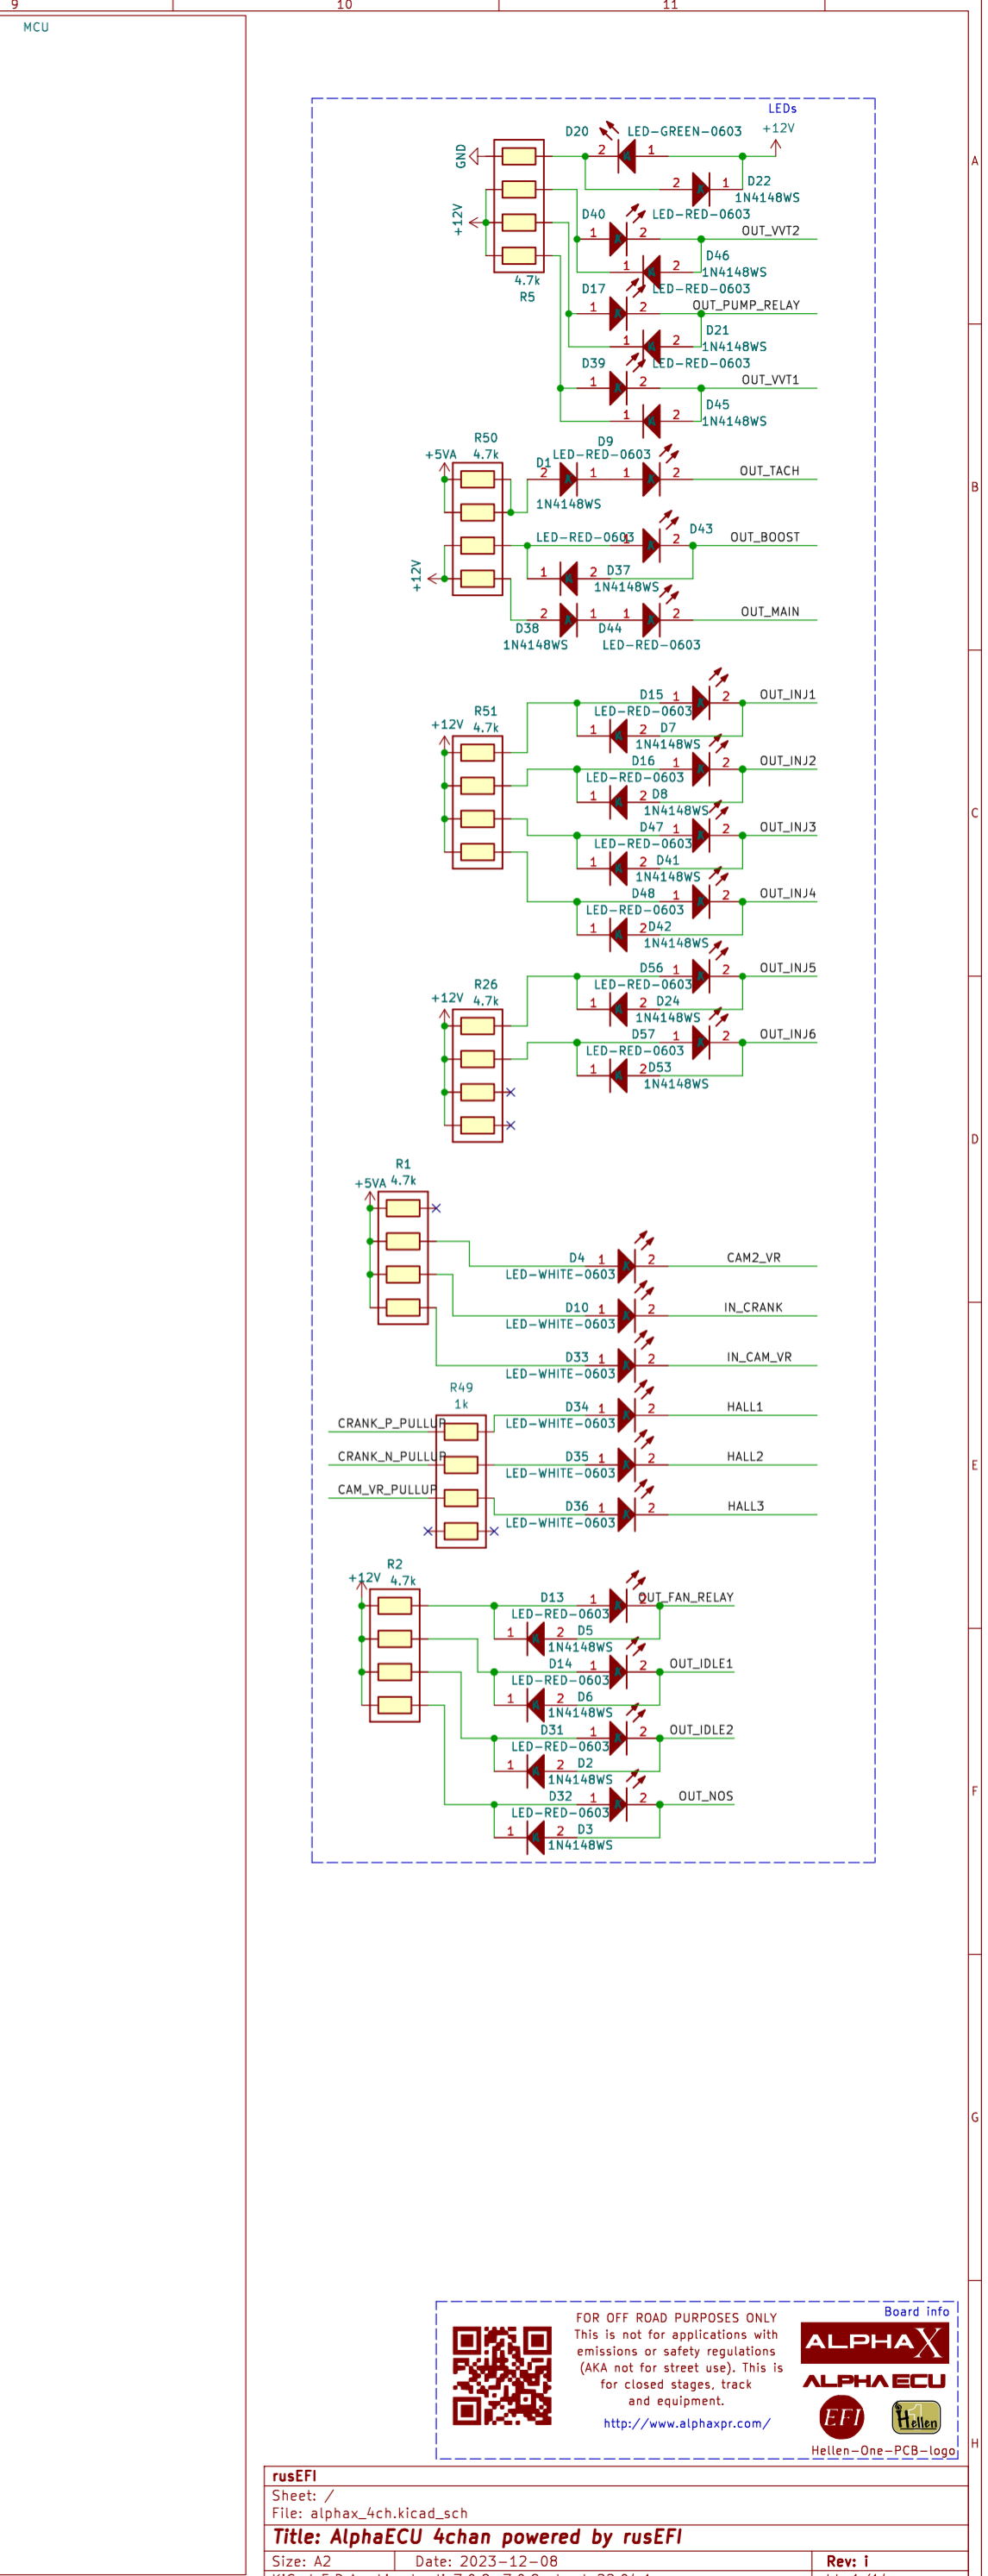 9 10 11
MCU
LEDs
D20 LED-GREEN-0603 +12V
GND 2 1 A
2 1 D22
1N4148WS
D40 LED-RED-0603
+12V 1 2 OUT_VVT2
D46
1 2 1N4148WS
4.7k D17 LED-RED-0603
R5 1 2 OUT_PUMP_RELAY
D21
1 2 1N4148WS
D39 LED-RED-0603
1 2 OUT_VVT1
D45
1 2 1N4148WS
R50 D9
+5VA 4.7k LED-RED-0603
D1 2 1 1 2 OUT_TACH
B
1N4148WS
LED-RED-0603 1 2 D43 OUT_BOOST
+12V 1 2 D37
1N4148WS
2 1 1 2 OUT_MAIN
D38 D44
1N4148WS LED-RED-0603
D15 1 2 OUT_INJ1
R51 LED-RED-0603
+12V 4.7k 1 2 D7
1N4148WS
D16 1 2 OUT_INJ2
LED-RED-0603
1 2 D8
1N4148WS C
D47 1 2 OUT_INJ3
LED-RED-0603
1 2 D41
1N4148WS
D48 1 2 OUT_INJ4
LED-RED-0603
1 2 D42
1N4148WS
D56 1 2 OUT_INJ5
R26 LED-RED-0603
+12V 4.7k 1 2 D24
1N4148WS
D57 1 2 OUT_INJ6
LED-RED-0603
1 2 D53
1N4148WS
D
R1
+5VA 4.7k
D4 1 2 CAM2_VR
LED-WHITE-0603
D10 1 2 IN_CRANK
LED-WHITE-0603
D33 1 2 IN_CAM_VR
LED-WHITE-0603
R49
1k D34 1 2 HALL1
CRANK_P_PULLUP LED-WHITE-0603
CRANK_N_PULLUP D35 1 2 HALL2
E
LED-WHITE-0603
CAM_VR_PULLUP D36 1 2 HALL3
LED-WHITE-0603
R2
+12V 4.7k
D13 1 2 OUT_FAN_RELAY
LED-RED-0603
1 2 D5
1N4148WS
D14 1 2 OUT_IDLE1
LED-RED-0603
1 2 D6
1N4148WS
D31 1 2 OUT_IDLE2
LED-RED-0603
1 2 D2
1N4148WS
F
D32 1 2 OUT_NOS
LED-RED-0603
1 2 D3
1N4148WS
G
Board info
FOR OFF ROAD PURPOSES ONLY
This is not for applications with
emissions or safety regulations
(AKA not for street use). This is
for closed stages, track
and equipment.
http://www.alphaxpr.com/
ALPHAX
ALPHA ECU
EFI Hellen
H
Hellen-One-PCB-logo
rusEFI
Sheet: /
File: alphax_4ch.kicad_sch
Title: AlphaECU 4chan powered by rusEFI
Size: A2 Date: 2023-12-08 Rev: i